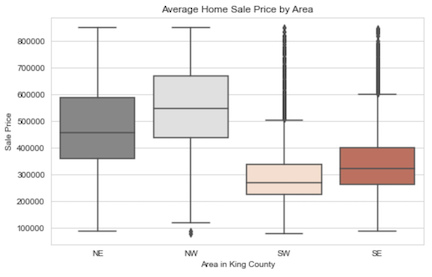 Average Home Sale Price by Area
Sale Price
800000
700000
600000
500000
400000
300000
200000
100000
NE NW SW SE
Area in King County